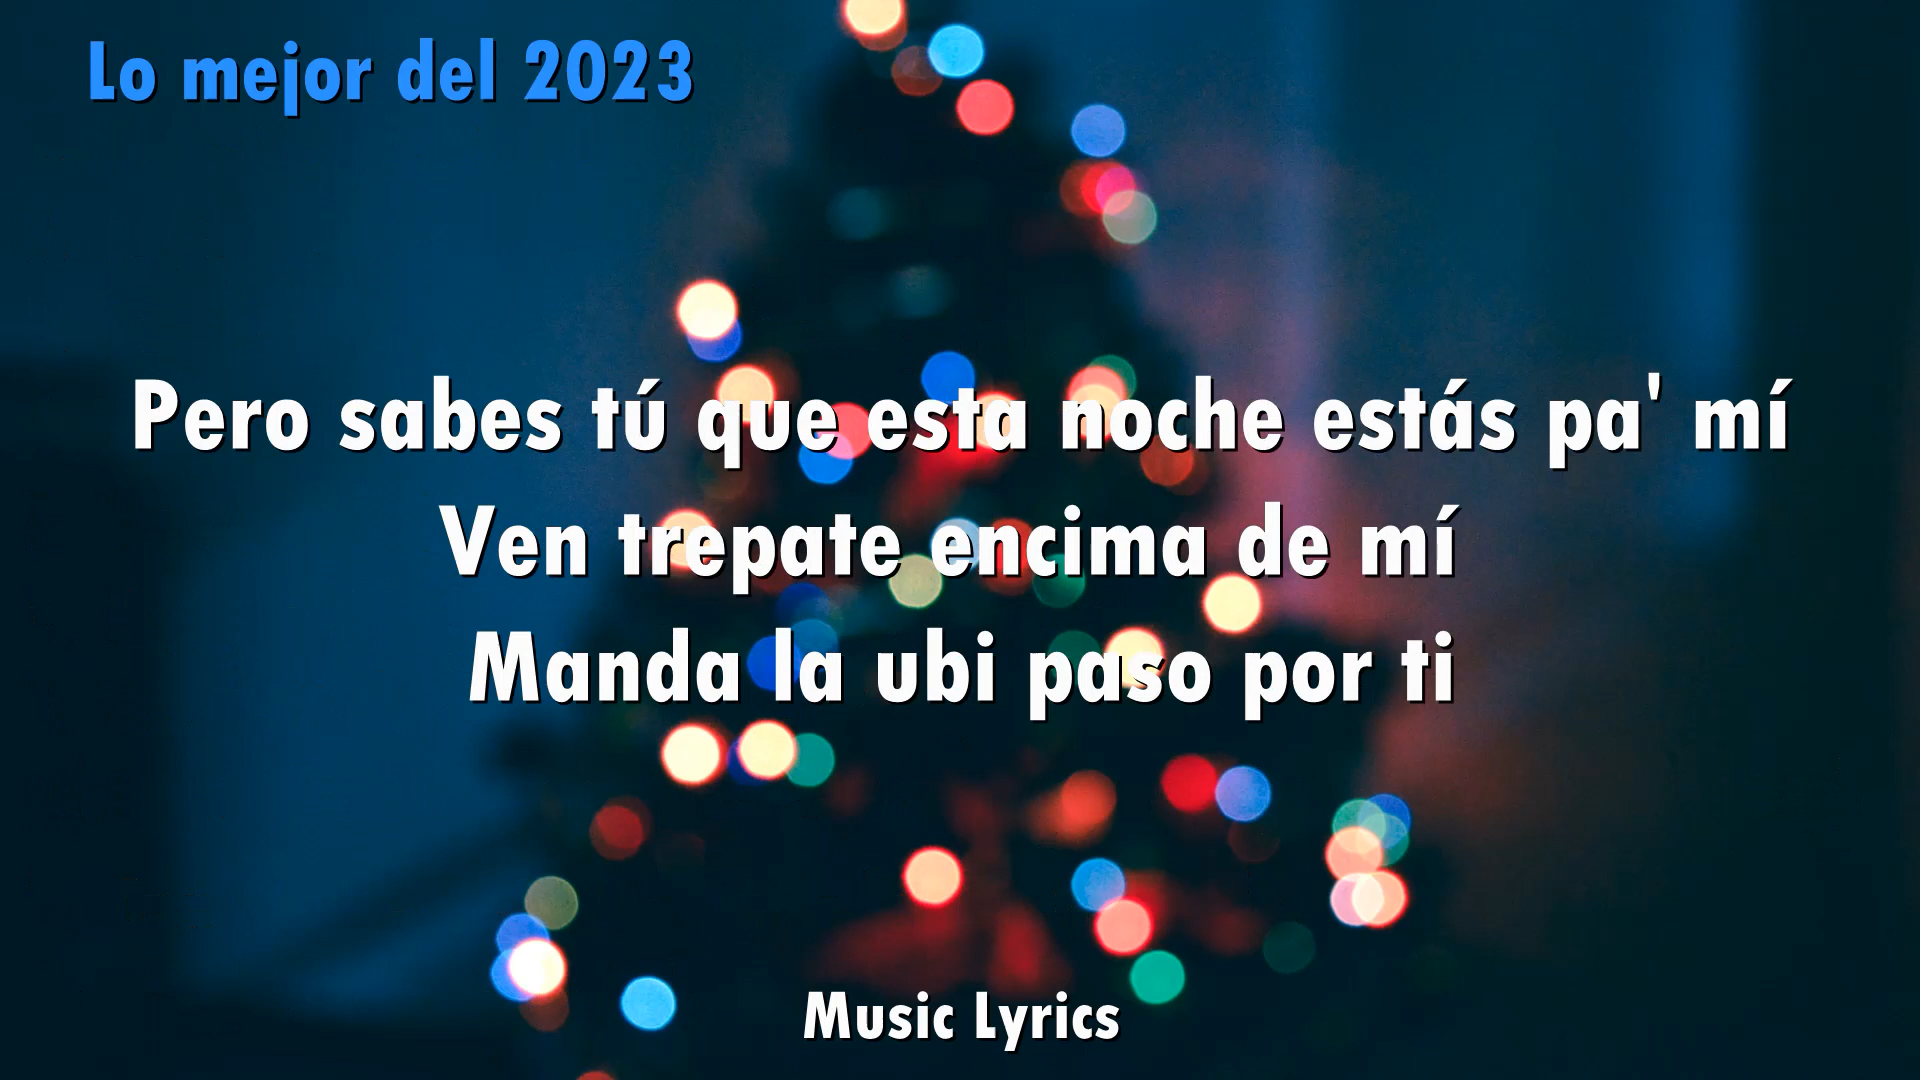 Lo mejor del 2023
Pero sabes tú que esta noche estás pa' mí
Ven trepate encima de mí
Manda la ubi paso por ti
Music Lyrics